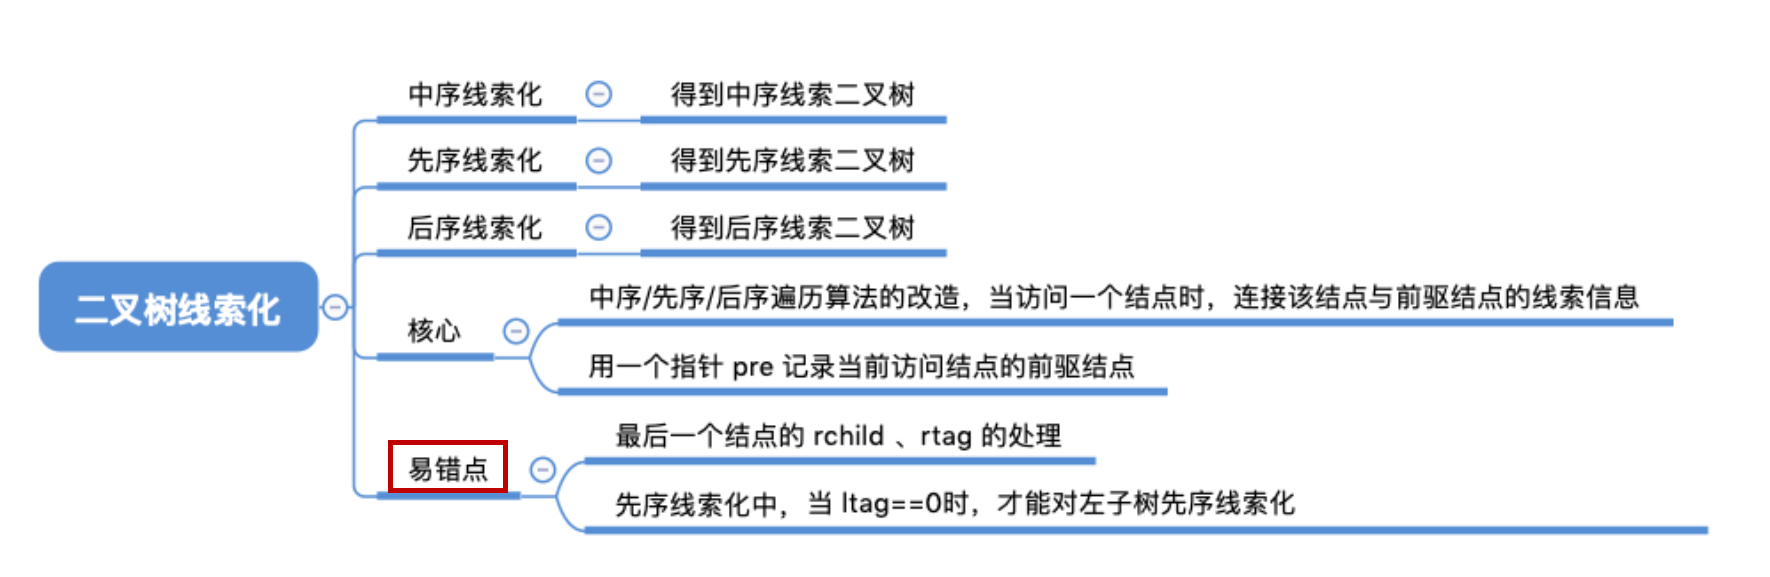 中序线索化
得到中序线索二叉树
先序线索化
得到先序线索二叉树
后序线索化
得到后序线索二叉树
二叉树线索化
核心
中序/先序/后序遍历算法的改造，当访问一个结点时，连接该结点与前驱结点的线索信息
用一个指针 pre 记录当前访问结点的前驱结点
易错点
最后一个结点的 rchild 、rtag 的处理
先序线索化中，当 ltag==0时，才能对左子树先序线索化